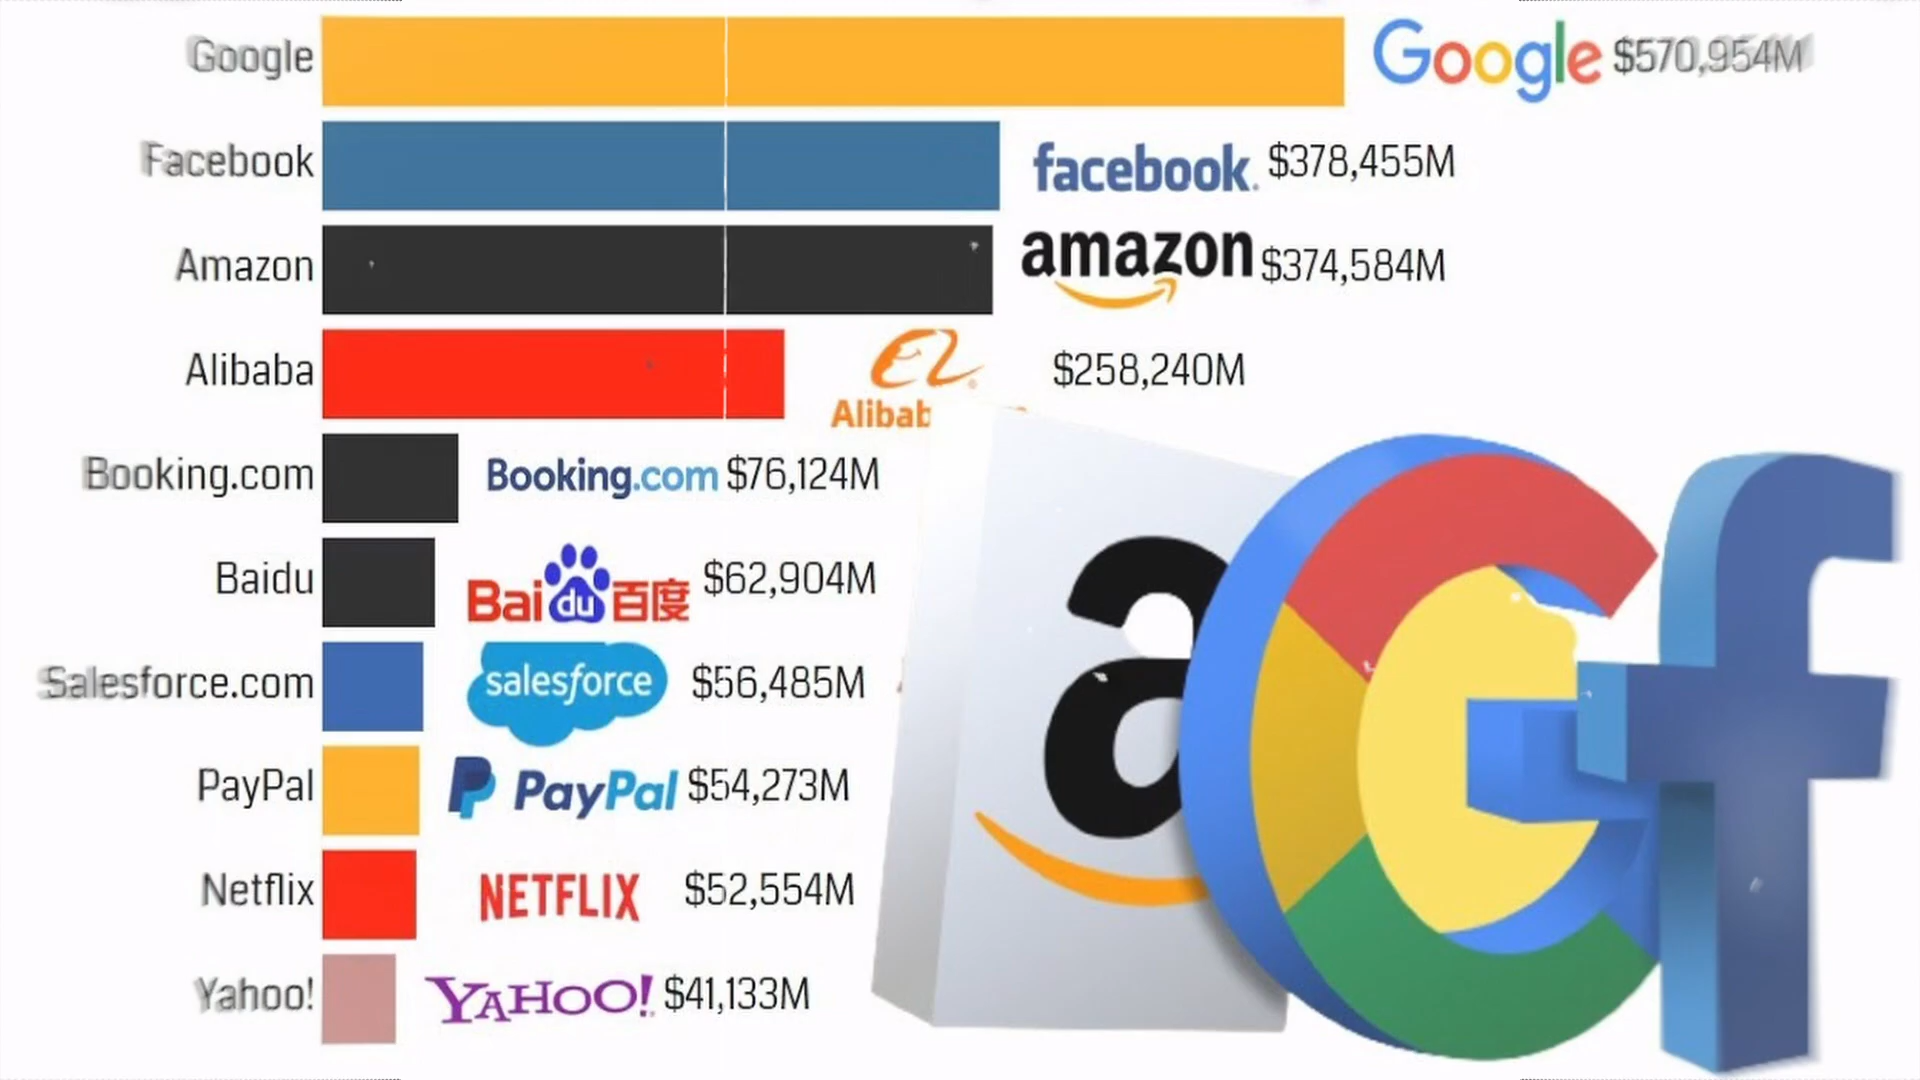 Google Google $570,954M
Facebook facebook. $378,455M
Amazon amazon $374,584M
Alibaba $258,240M
Alibab
Booking.com Booking.com $76,124M
Baidu Bai du 百度 $62,904M
Salesforce.com salesforce $56,485M
PayPal P PayPal $54,273M
Netflix NETFLIX $52,554M
Yahoo! YAHOO! $41,133M
a G f